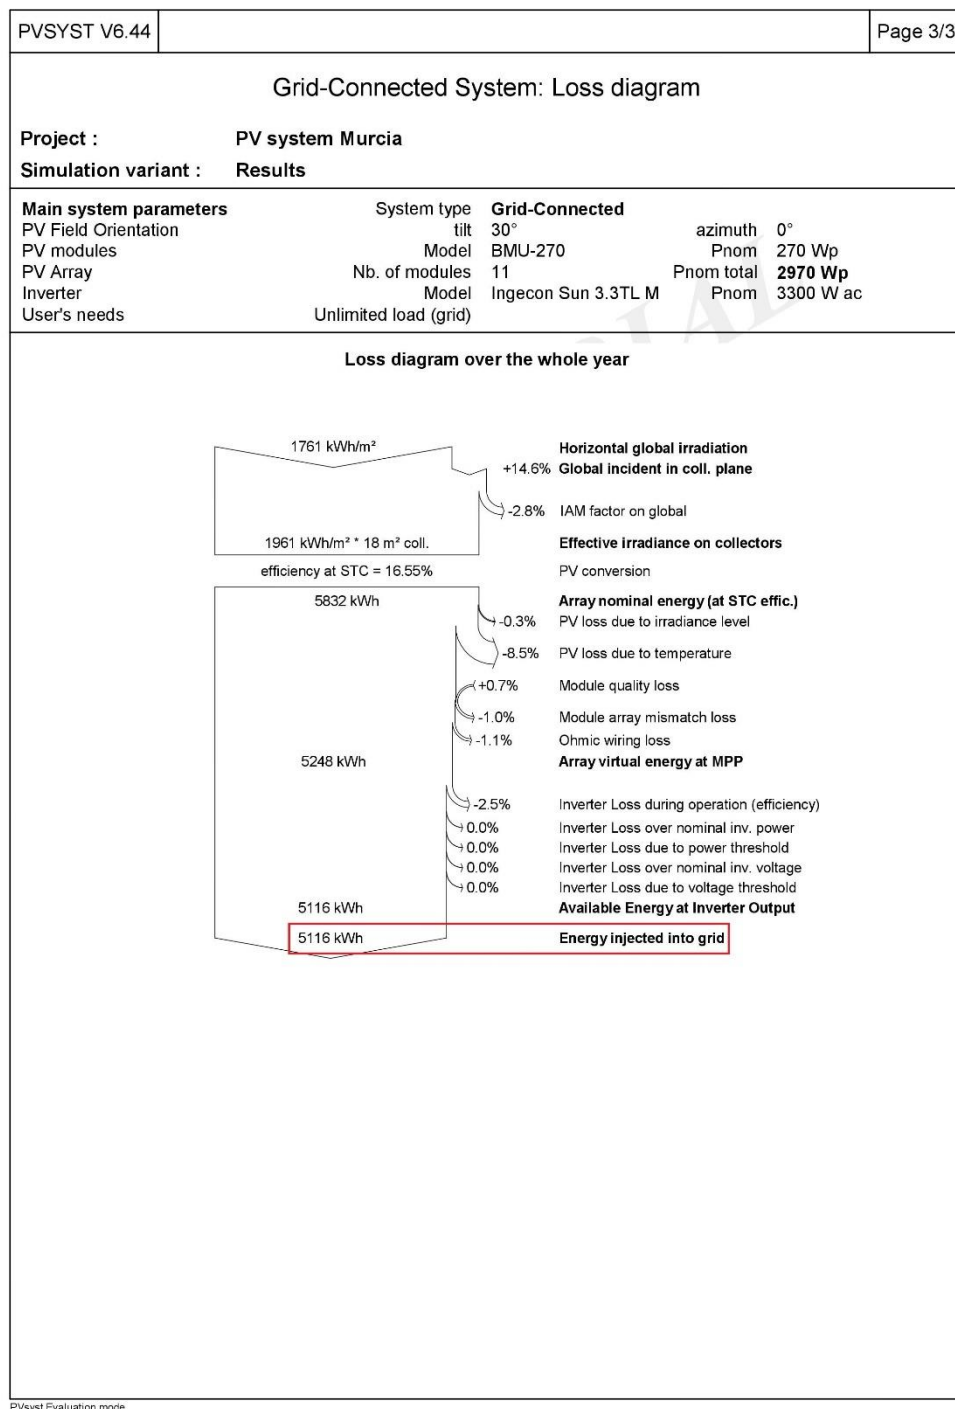 PVSYST V6.44 Page 3/3
Grid-Connected System: Loss diagram
Project : PV system Murcia
Simulation variant : Results
Main system parameters System type Grid-Connected
PV Field Orientation tilt 30° azimuth 0°
PV modules Model BMU-270 Pnom 270 Wp
PV Array Nb. of modules 11 Pnom total 2970 Wp
Inverter Model Ingecon Sun 3.3TL M Pnom 3300 W ac
User's needs Unlimited load (grid)
Loss diagram over the whole year
1761 kWh/m² Horizontal global irradiation
+14.6% Global incident in coll. plane
-2.8% IAM factor on global
1961 kWh/m² * 18 m² coll. Effective irradiance on collectors
efficiency at STC = 16.55% PV conversion
5832 kWh Array nominal energy (at STC effic.)
-0.3% PV loss due to irradiance level
-8.5% PV loss due to temperature
+0.7% Module quality loss
-1.0% Module array mismatch loss
-1.1% Ohmic wiring loss
5248 kWh Array virtual energy at MPP
-2.5% Inverter Loss during operation (efficiency)
0.0% Inverter Loss over nominal inv. power
0.0% Inverter Loss due to power threshold
0.0% Inverter Loss over nominal inv. voltage
0.0% Inverter Loss due to voltage threshold
5116 kWh Available Energy at Inverter Output
5116 kWh Energy injected into grid
PVsyst Evaluation mode